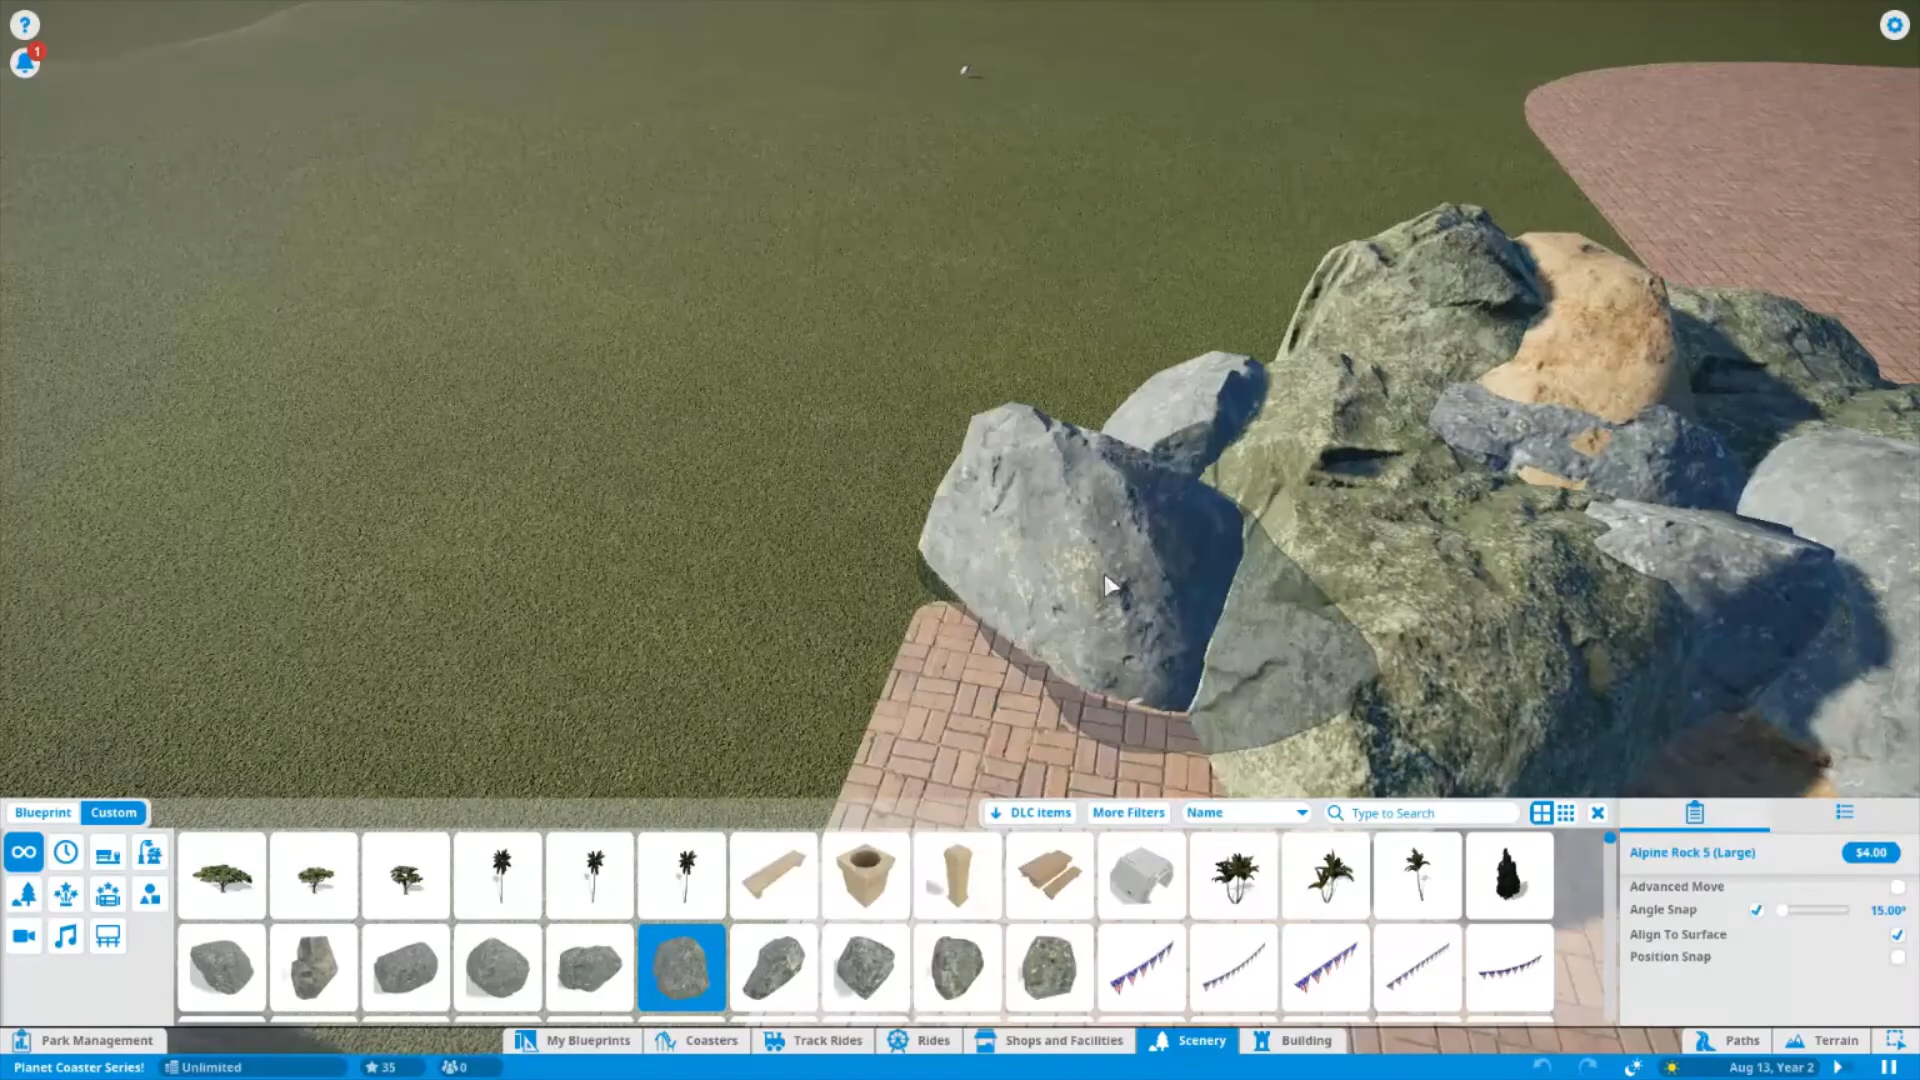 ?
1
Blueprint Custom
DLC items More Filters Name Type to Search
Alpine Rock 5 (Large) $4.00
Advanced Move
Angle Snap 15.00°
Align To Surface
Position Snap
Park Management My Blueprints Coasters Track Rides Rides Shops and Facilities Scenery Building Paths Terrain
Planet Coaster Series! Unlimited 35 0 Aug 13, Year 2